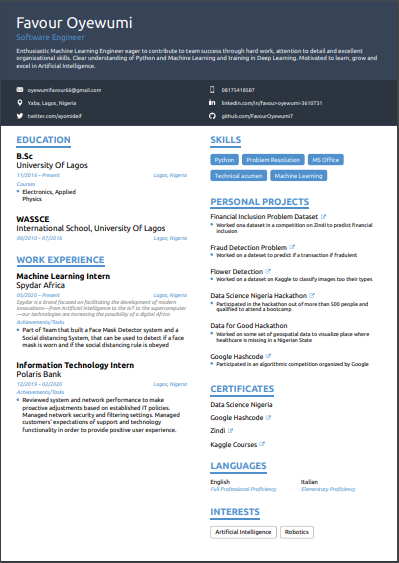 Favour Oyewumi
Software Engineer
Enthusiastic Machine Learning Engineer eager to contribute to team success through hard work, attention to detail and excellent
organizational skills. Clear understanding of Python and Machine Learning and training in Deep Learning. Motivated to learn, grow and
excel in Artificial Intelligence.
oyewumifavour66@gmail.com
08175418587
Yaba, Lagos, Nigeria
linkedin.com/in/favour-oyewumi-3610731
twitter.com/ayomideif
github.com/FavourOyewumi7
EDUCATION
B.Sc
University Of Lagos
11/2016 – Present
Lagos, Nigeria
Courses
Electronics, Applied
Physics
WASSCE
International School, University Of Lagos
09/2010 – 07/2016
Lagos, Nigeria
WORK EXPERIENCE
Machine Learning Intern
Spydar Africa
05/2020 – Present
Lagos, Nigeria
Spydar is a brand focused on facilitating the development of modern
innovations—from Artificial Intelligence to the IoT to the supercomputer
—our technologies are increasing the possibility of a digital Africa
Achievements/Tasks
Part of Team that built a Face Mask Detector system and a
Social distancing System, that can be used to detect if a face
mask is worn and if the social distancing rule is obeyed
Information Technology Intern
Polaris Bank
12/2019 – 02/2020
Lagos, Nigeria
Achievements/Tasks
Reviewed system and network performance to make
proactive adjustments based on established IT policies.
Managed network security and filtering settings. Managed
customers' expectations of support and technology
functionality in order to provide positive user experience.
SKILLS
Python
Problem Resolution
MS Office
Technical acumen
Machine Learning
PERSONAL PROJECTS
Financial Inclusion Problem Dataset
Worked ona dataset in a competition on Zindi to predict financial
inclusion
Fraud Detection Problem
Worked on a dataset to predict if a transaction if fraudulent
Flower Detection
Worked on a dataset on Kaggle to classify images too their types
Data Science Nigeria Hackathon
Participated in the hackathon out of more than 500 people and
qualified to attend a bootcamp
Data for Good Hackathon
Worked on some set of geospatial data to visualize place where
healthcare is missing in a Nigerian State
Google Hashcode
Participated in an algorithmic competition organized by Google
CERTIFICATES
Data Science Nigeria
Google Hashcode
Zindi
Kaggle Courses
LANGUAGES
English
Italian
Full Professional Proficiency
Elementary Proficiency
INTERESTS
Artificial Intelligence
Robotics